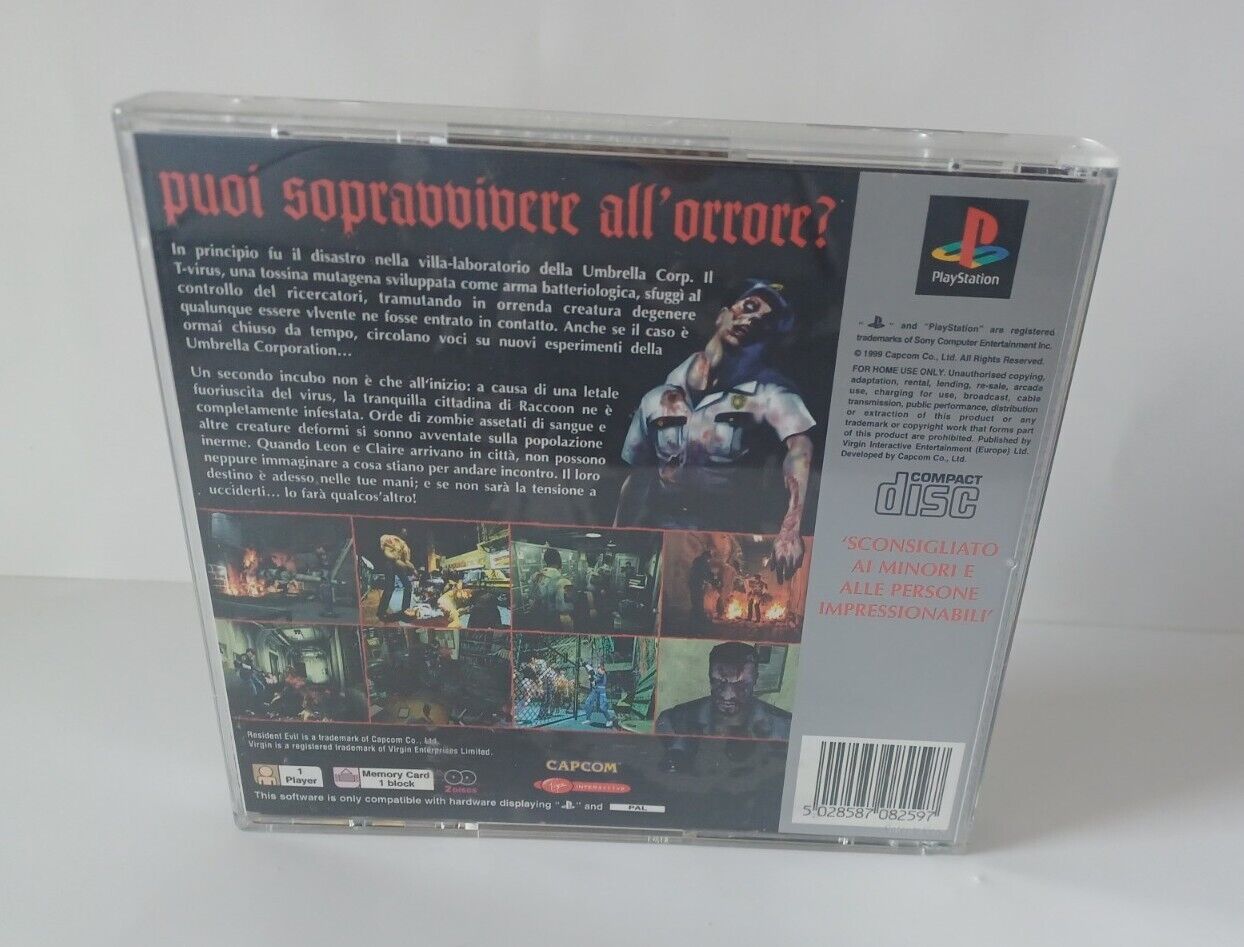 puoi sopravvivere all'orrore?
In principio fu il disastro nella villa-laboratorio della Umbrella Corp. Il
T-virus, una tossina mutagena sviluppata come arma batteriologica, sfuggì al
controllo del ricercatori, tramutando in orrenda creatura degenere
qualunque essere vivente ne fosse entrato in contatto. Anche se il caso è
ormai chiuso da tempo, circolano voci su nuovi esperimenti della
Umbrella Corporation...
Un secondo incubo non è che all'inizio: a causa di una letale
fuoriuscita del virus, la tranquilla cittadina di Raccoon ne è
completamente infestata. Orde di zombie assetati di sangue e
altre creature deformi si sonno avventate sulla popolazione
inerme. Quando Leon e Claire arrivano in città, non possono
neppure immaginare a cosa stiano per andare incontro. Il loro
destino è adesso nelle tue mani; e se non sarà la tensione a
ucciderti... lo farà qualcos'altro!
Resident Evil is a trademark of Capcom Co., Ltd.
Virgin is a registered trademark of Virgin Enterprises Limited.
1
Player
Memory Card
1 block
2 DISCS
CAPCOM
Virgin INTERACTIVE
This software is only compatible with hardware displaying " " and PAL
PlayStation
" " and "PlayStation" are registered
trademarks of Sony Computer Entertainment Inc.
© 1999 Capcom Co., Ltd. All Rights Reserved.
FOR HOME USE ONLY. Unauthorised copying,
adaptation, rental, lending, re-sale, arcade
use, charging for use, broadcast, cable
transmission, public performance, distribution
or extraction of this product or any
trademark or copyright work that forms part
of this product are prohibited. Published by
Virgin Interactive Entertainment (Europe) Ltd.
Developed by Capcom Co., Ltd.
COMPACT
disc
'SCONSIGLIATO
AI MINORI E
ALLE PERSONE
IMPRESSIONABILI'
5 028587 082597